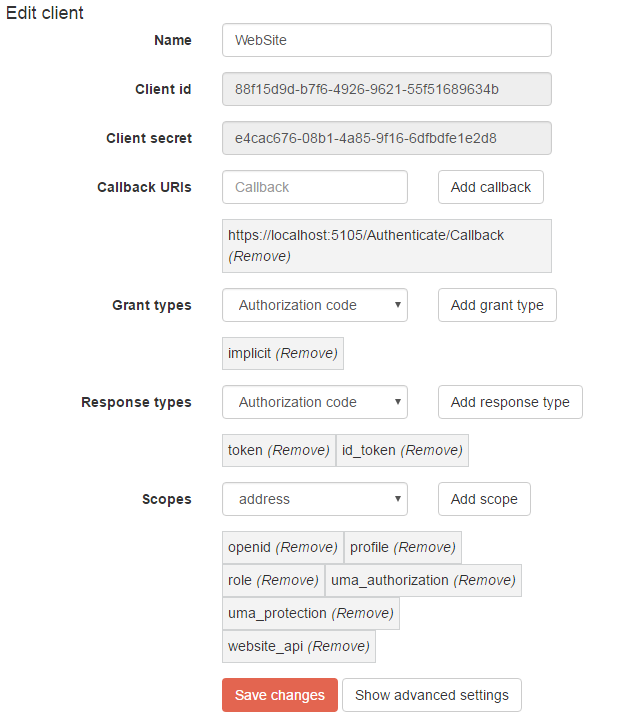 Edit client
Name WebSite
Client id 88f15d9d-b7f6-4926-9621-55f51689634b
Client secret e4cac676-08b1-4a85-9f16-6dfbdfe1e2d8
Callback URIs Callback Add callback
https://localhost:5105/Authenticate/Callback
(Remove)
Grant types Authorization code Add grant type
implicit (Remove)
Response types Authorization code Add response type
token (Remove) id_token (Remove)
Scopes address Add scope
openid (Remove) profile (Remove)
role (Remove) uma_authorization (Remove)
uma_protection (Remove)
website_api (Remove)
Save changes Show advanced settings